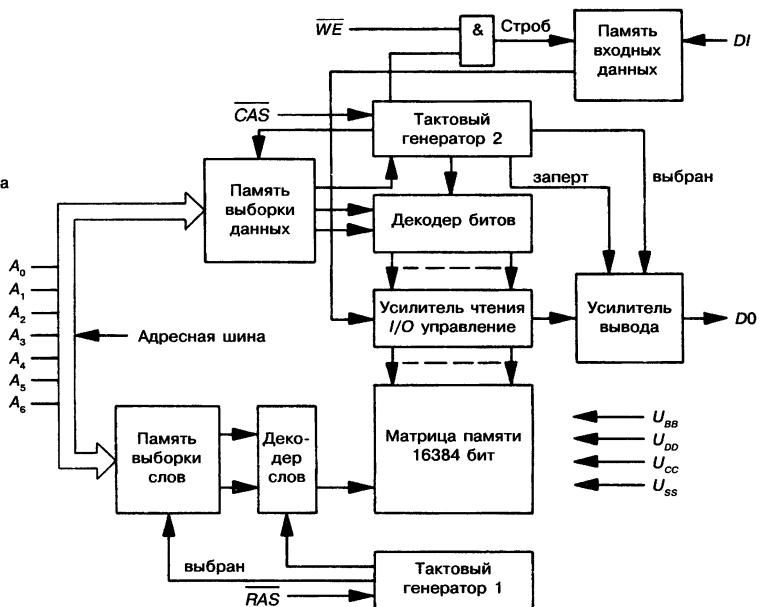 WE
&
Строб
Память
входных
данных
DI
CAS
Тактовый
генератор 2
а
Память
выборки
данных
заперт
выбран
Декодер битов
A0
A1
A2
A3
A4
A5
A6
Адресная шина
Усилитель чтения
I/O управление
Усилитель
вывода
D0
Память
выборки
слов
Деко-
дер
слов
Матрица памяти
16384 бит
UBB
UDD
UCC
USS
выбран
RAS
Тактовый
генератор 1